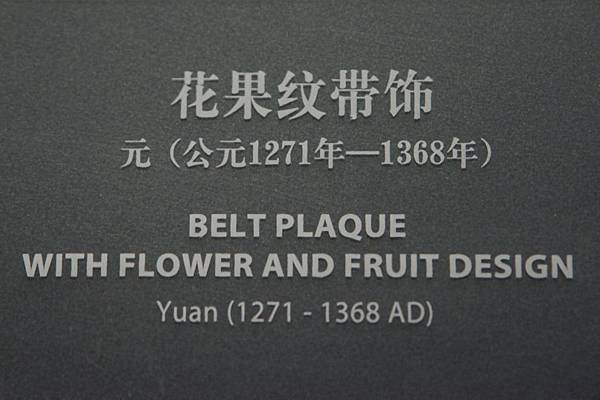 花果纹带饰
元（公元1271年—1368年）
BELT PLAQUE
WITH FLOWER AND FRUIT DESIGN
Yuan (1271 - 1368 AD)